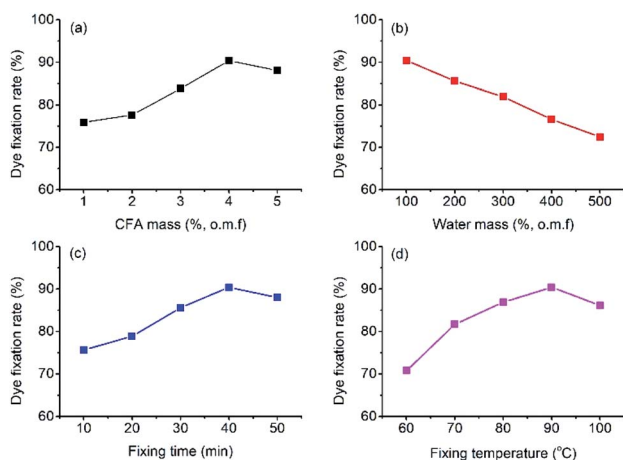 (a)
Dye fixation rate (%)
100
90
80
70
60
1 2 3 4 5
CFA mass (%, o.m.f)
(b)
Dye fixation rate (%)
100
90
80
70
60
100 200 300 400 500
Water mass (%, o.m.f)
(c)
Dye fixation rate (%)
100
90
80
70
60
10 20 30 40 50
Fixing time (min)
(d)
Dye fixation rate (%)
100
90
80
70
60
60 70 80 90 100
Fixing temperature (°C)